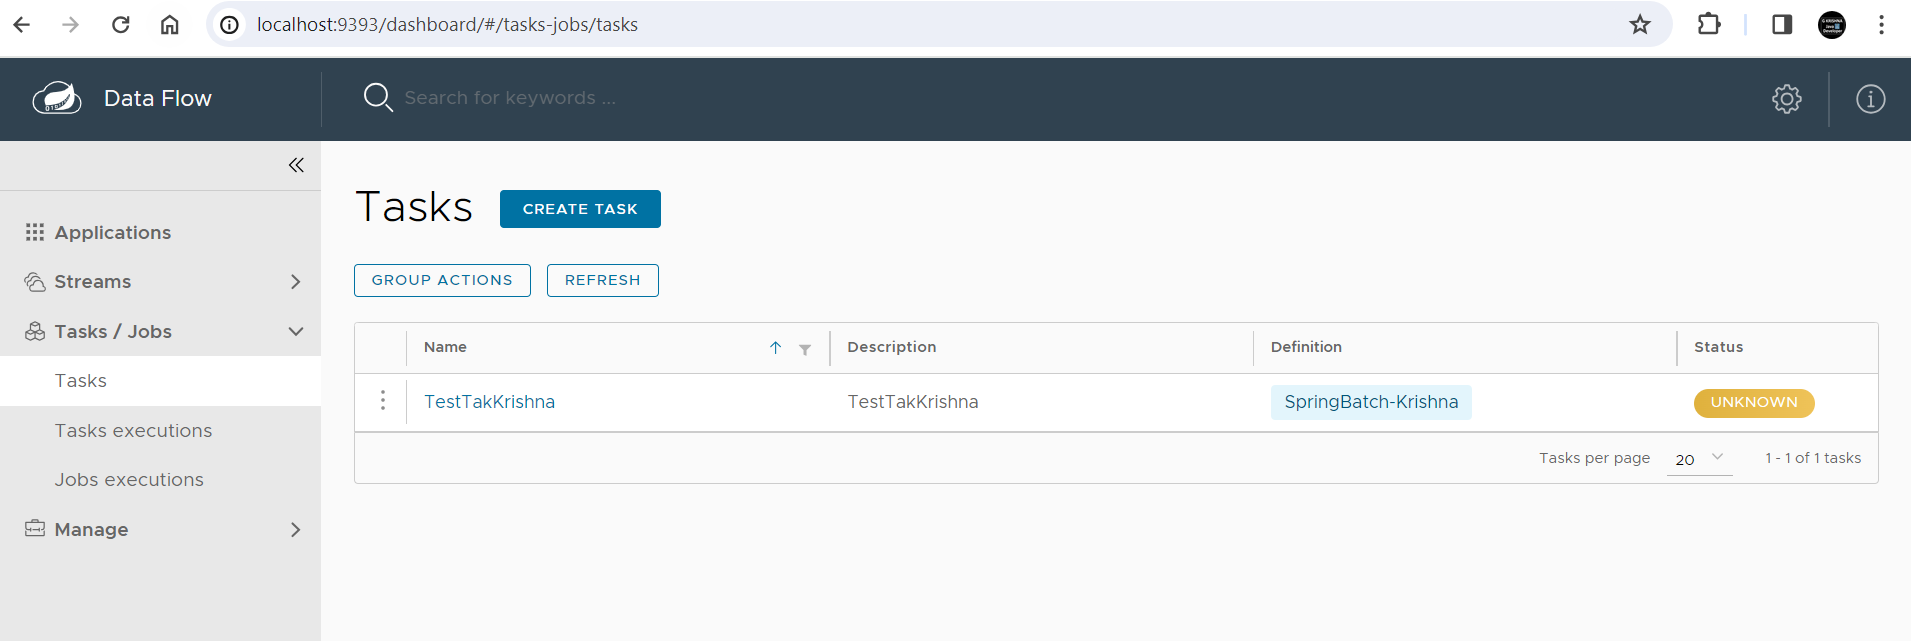 localhost:9393/dashboard/#/tasks-jobs/tasks
Data Flow
Search for keywords ...
Applications
Streams
Tasks / Jobs
Tasks
Tasks executions
Jobs executions
Manage
Tasks
CREATE TASK
GROUP ACTIONS
REFRESH
Name Description Definition Status
TestTakKrishna TestTakKrishna SpringBatch-Krishna UNKNOWN
Tasks per page 20 1 - 1 of 1 tasks